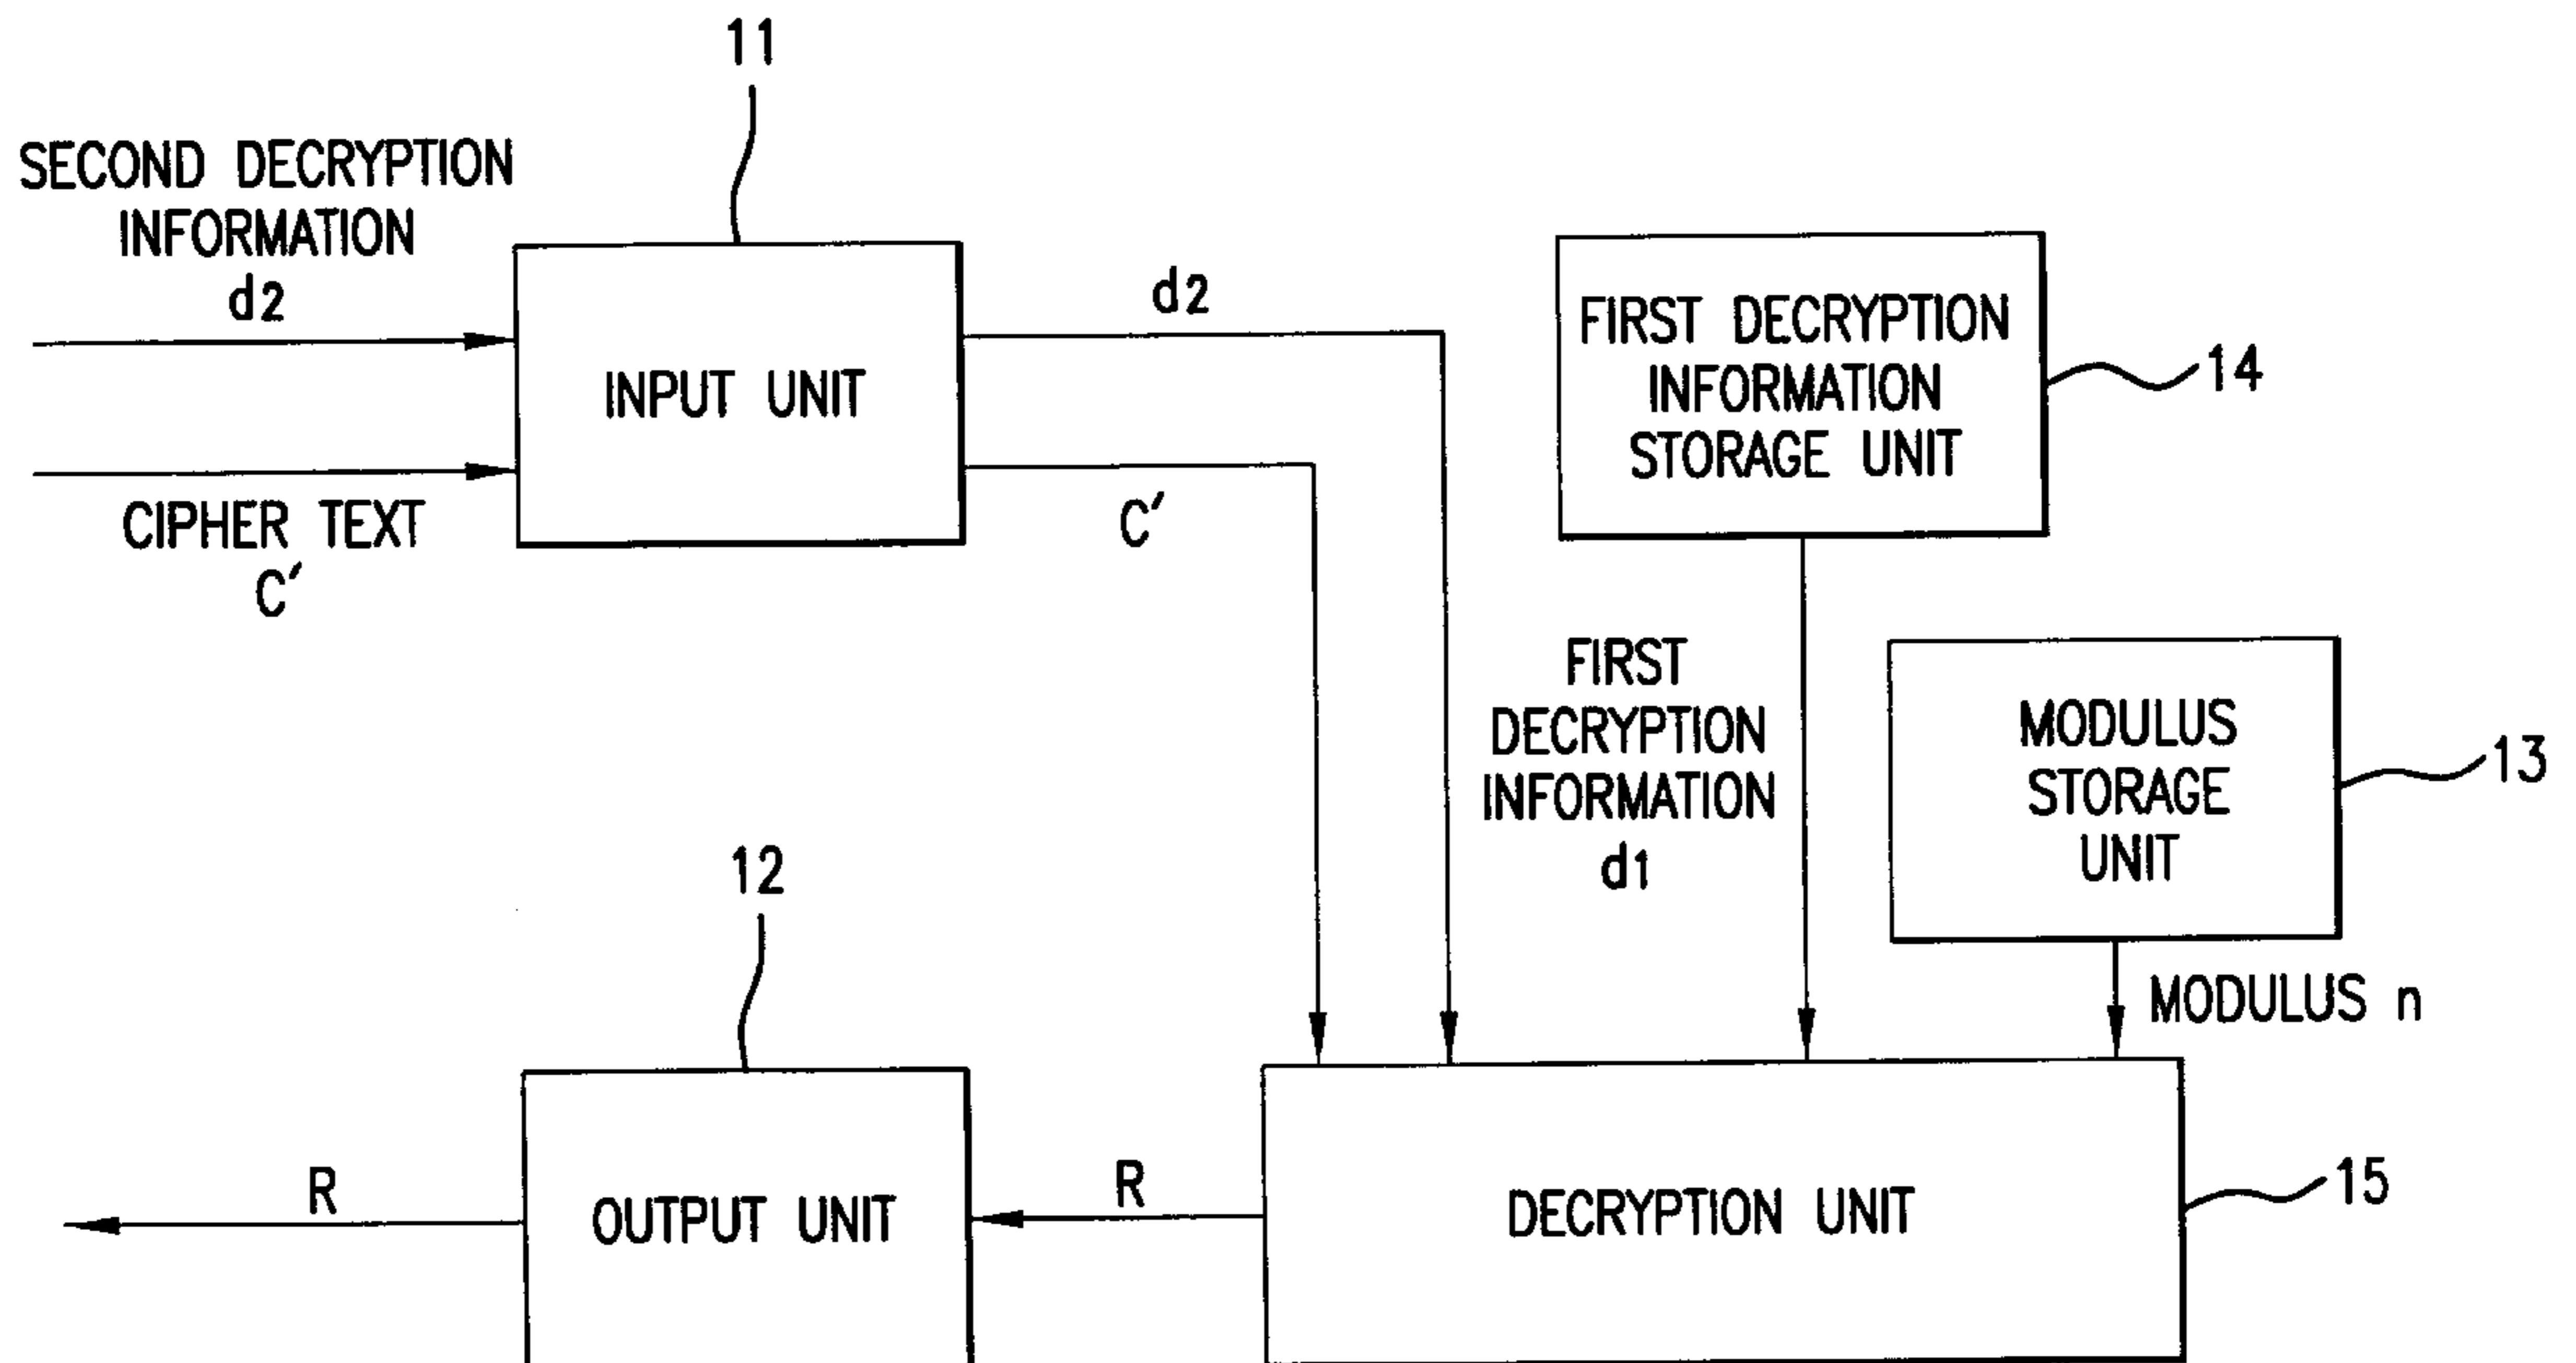 11
SECOND DECRYPTION
INFORMATION
d2
INPUT UNIT
CIPHER TEXT
C'
d2
C'
FIRST DECRYPTION
INFORMATION
STORAGE UNIT
14
FIRST
DECRYPTION
INFORMATION
d1
MODULUS
STORAGE
UNIT
13
MODULUS n
12
R
OUTPUT UNIT
R
DECRYPTION UNIT
15